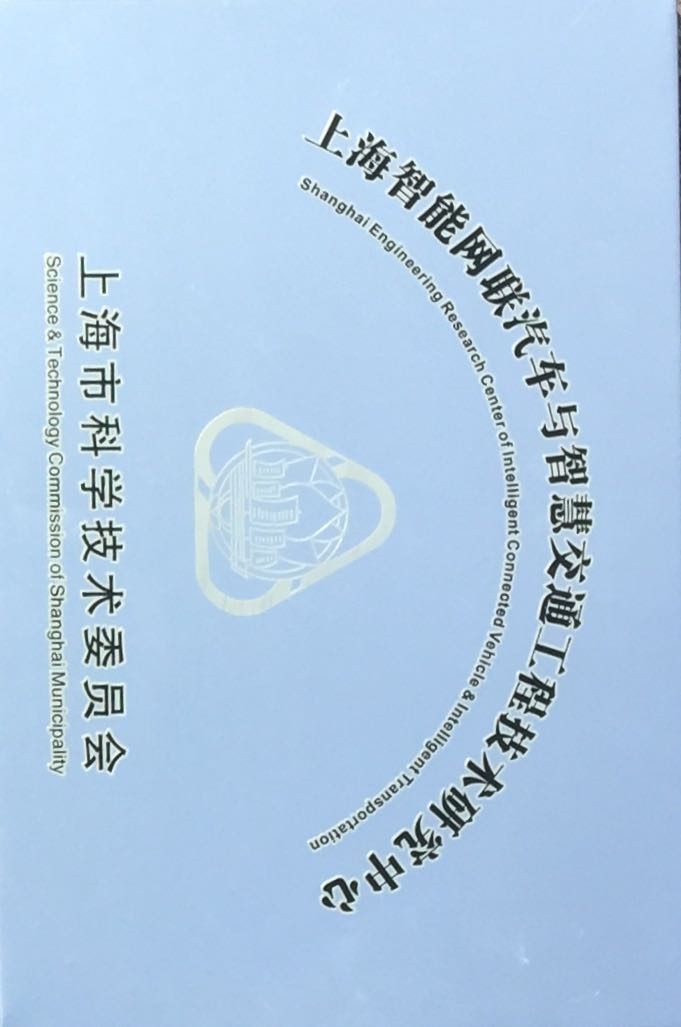 上海智能网联汽车与智慧交通工程技术研究中心
Shanghai Engineering Research Center of Intelligent Connected Vehicle & Intelligent Transportation
上海市科学技术委员会
Science & Technology Commission of Shanghai Municipality